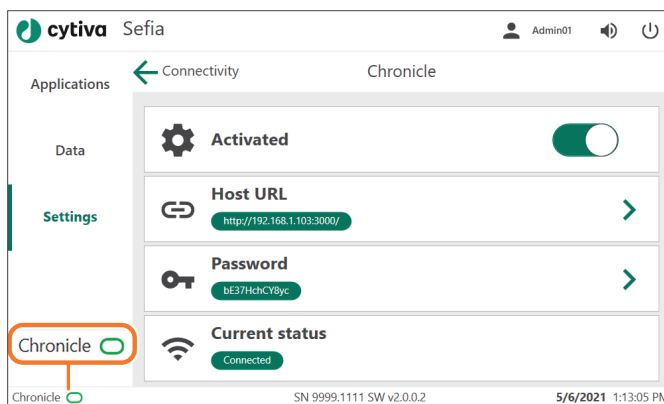 cytiva Sefia
Admin01
Applications
Data
Settings
Connectivity
Chronicle
Activated
Host URL
http://192.168.1.103:3000/
Password
bE37HchCY8yc
Current status
Connected
Chronicle
Chronicle
SN 9999.1111 SW v2.0.0.2
5/6/2021 1:13:05 PM